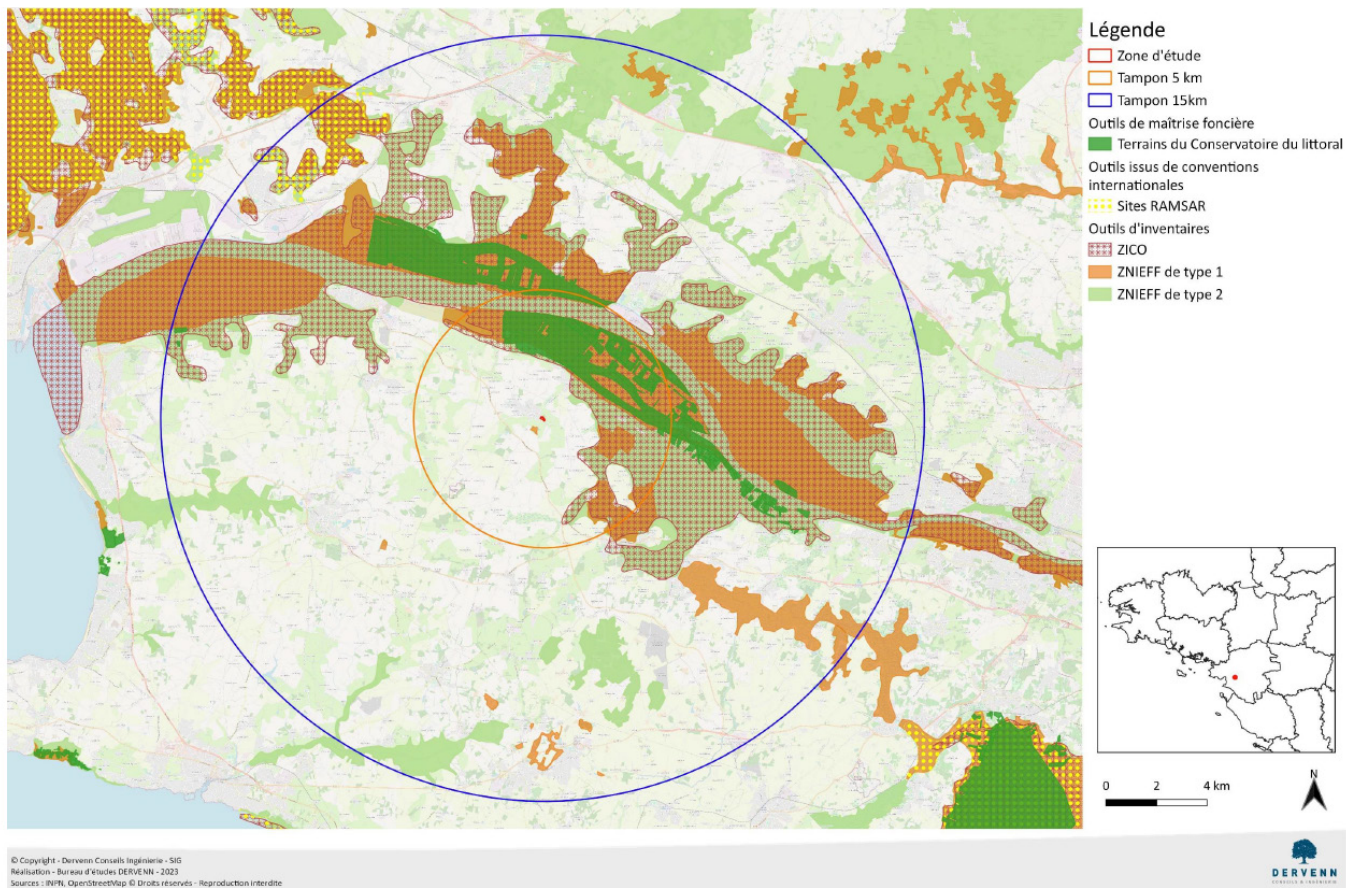 Légende
Zone d'étude
Tampon 5 km
Tampon 15km
Outils de maîtrise foncière
Terrains du Conservatoire du littoral
Outils issus de conventions
internationales
Sites RAMSAR
Outils d'inventaires
ZICO
ZNIEFF de type 1
ZNIEFF de type 2
N
0 2 4 km
© Copyright - Dervenn Conseils Ingénierie - SIG
Réalisation - Bureau d'études DERVENN - 2023
Sources : INPN, OpenStreetMap © Droits réservés - Reproduction interdite
DERVENN
CONSEILS & INGÉNIERIE